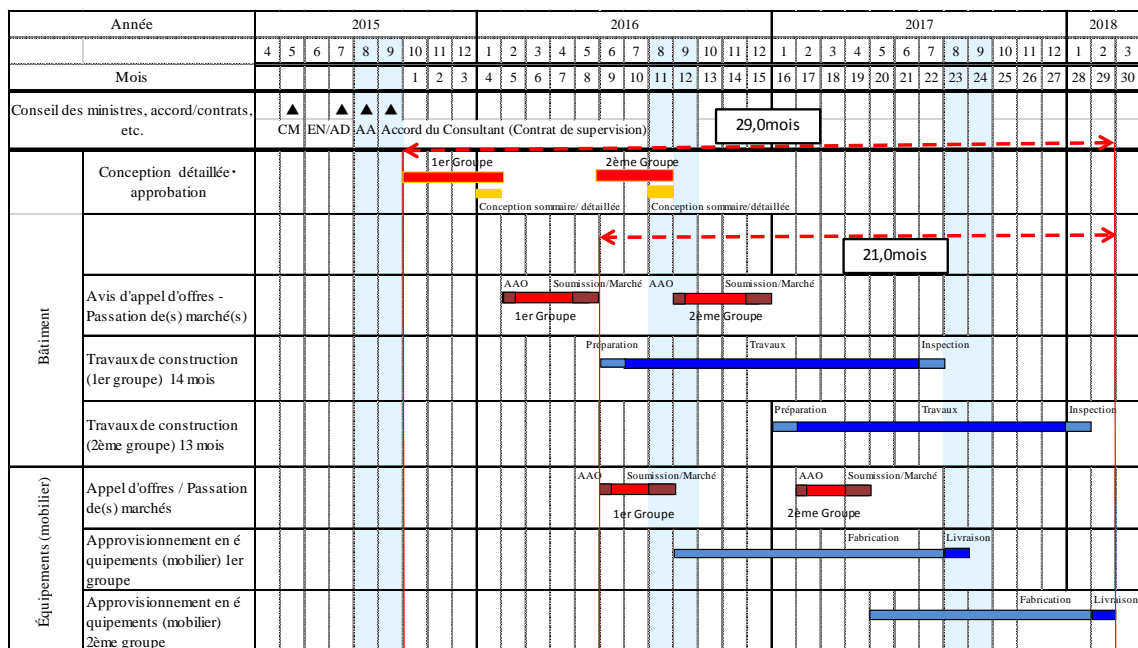 Année 2015 2016 2017 2018
4 5 6 7 8 9 10 11 12 1 2 3 4 5 6 7 8 9 10 11 12 1 2 3 4 5 6 7 8 9 10 11 12 1 2 3
Mois 1 2 3 4 5 6 7 8 9 10 11 12 13 14 15 16 17 18 19 20 21 22 23 24 25 26 27 28 29 30
Conseil des ministres, accord/contrats,
etc.
▲ ▲ ▲ ▲
CM EN/AD AA Accord du Consultant (Contrat de supervision)
29,0mois
Conception détaillée・
approbation
1er Groupe 2ème Groupe
Conception sommaire/ détaillée Conception sommaire/détaillée
21,0mois
Bâtiment
Avis d'appel d'offres -
Passation de(s) marché(s)
AAO Soumission/Marché AAO Soumission/Marché
1er Groupe 2ème Groupe
Travaux de construction
(1er groupe) 14 mois
Préparation Travaux Inspection
Travaux de construction
(2ème groupe) 13 mois
Préparation Travaux Inspection
Équipements (mobilier)
Appel d'offres / Passation
de(s) marchés
AAO Soumission/Marché AAO Soumission/Marché
1er Groupe 2ème Groupe
Approvisionnement en é
quipements (mobilier) 1er
groupe
Fabrication Livraison
Approvisionnement en é
quipements (mobilier)
2ème groupe
Fabrication Livraison